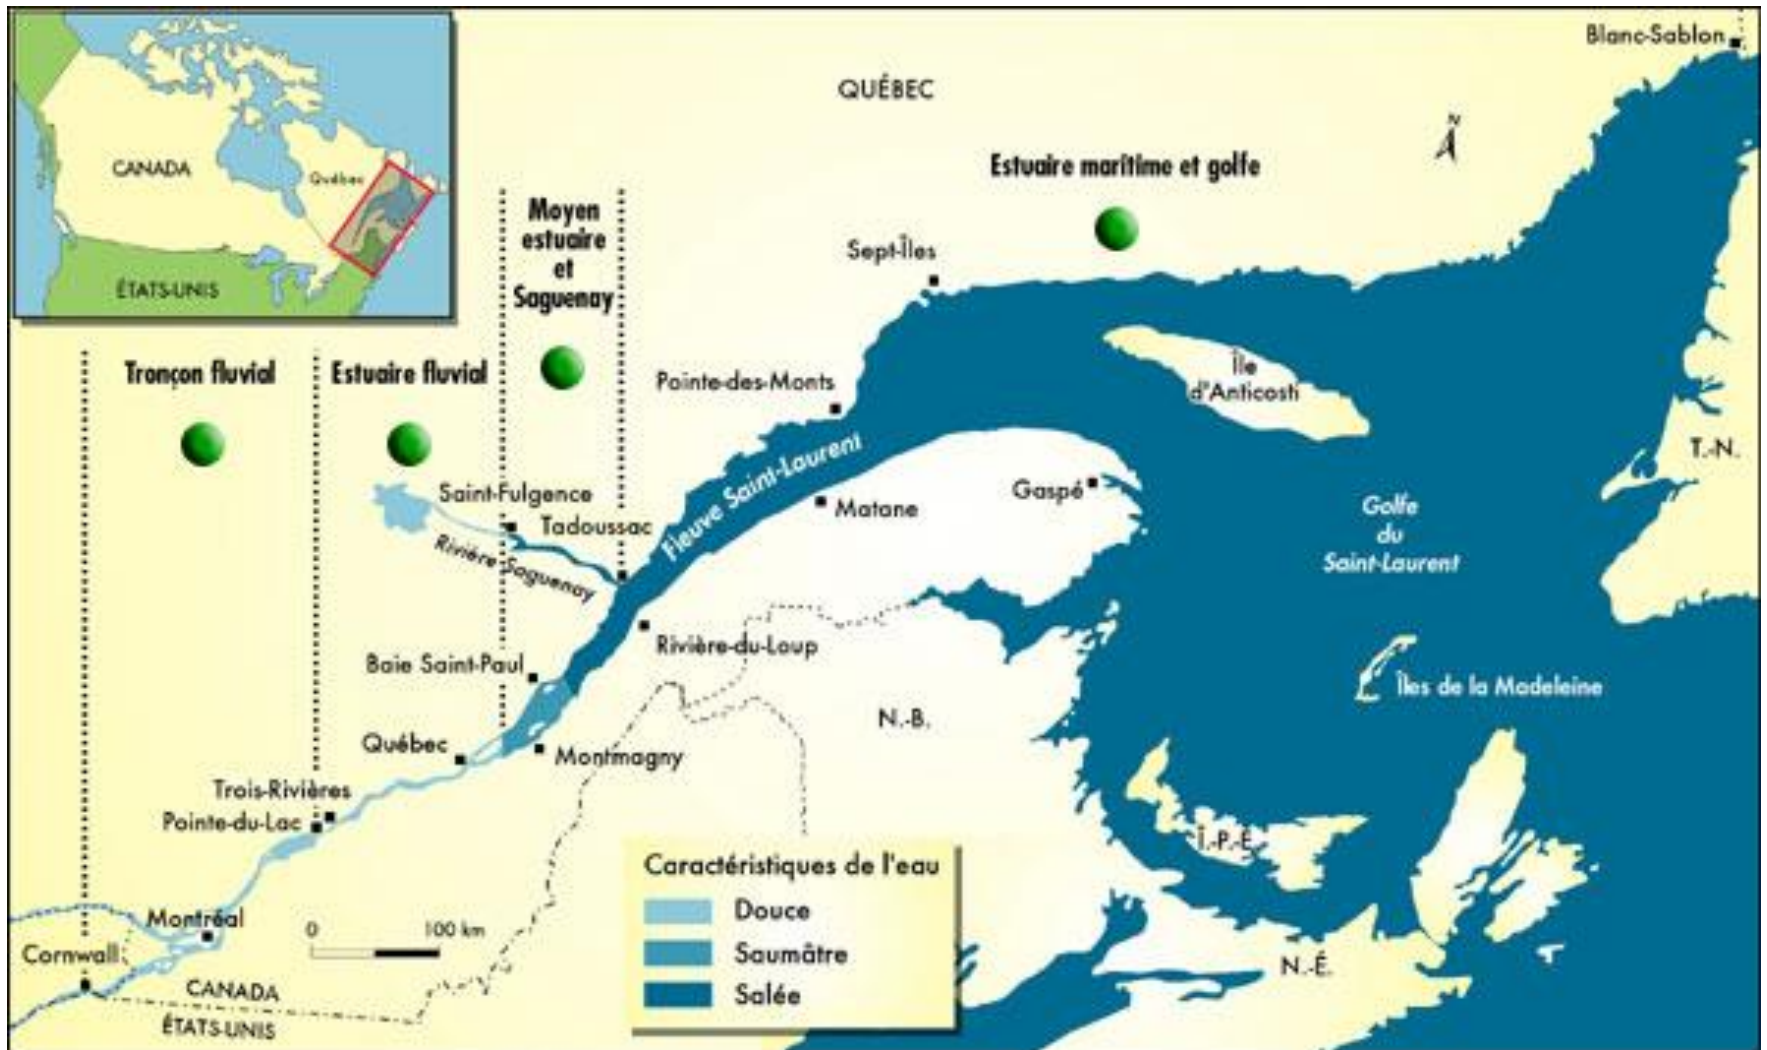 CANADA
Québec
ÉTATS-UNIS
QUÉBEC
Blanc-Sablon
N
Estuaire maritime et golfe
Moyen
estuaire
et
Saguenay
Sept-Îles
Tronçon fluvial
Estuaire fluvial
Pointe-des-Monts
Île
d'Anticosti
T.-N.
Fleuve Saint-Laurent
Saint-Fulgence
Tadoussac
Rivière Saguenay
Matane
Gaspé
Golfe
du
Saint-Laurent
Rivière-du-Loup
Baie Saint-Paul
Îles de la Madeleine
N.-B.
Québec
Montmagny
Trois-Rivières
Pointe-du-Lac
Î.-P.-É.
Montréal
Cornwall
0 100 km
CANADA
ÉTATS-UNIS
N.-É.
Caractéristiques de l'eau
Douce
Saumâtre
Salée